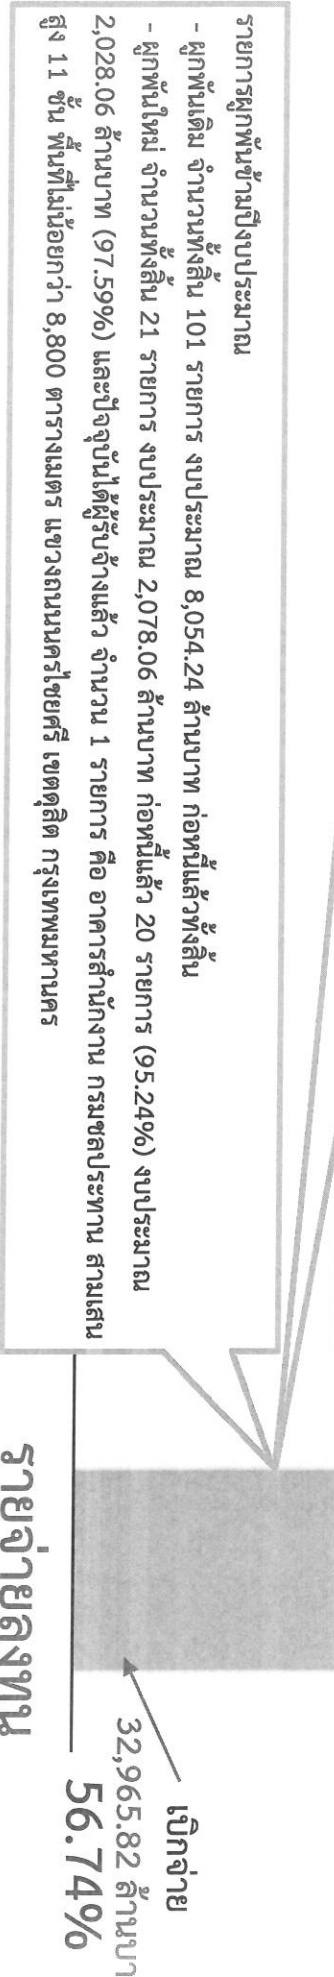 รายการผูกพันข้ามปีงบประมาณ
- ผูกพันเดิม จำนวนทั้งสิ้น 101 รายการ งบประมาณ 8,054.24 ล้านบาท ก่อหนี้แล้วทั้งสิ้น
- ผูกพันใหม่ จำนวนทั้งสิ้น 21 รายการ งบประมาณ 2,078.06 ล้านบาท ก่อหนี้แล้ว 20 รายการ (95.24%) งบประมาณ
2,028.06 ล้านบาท (97.59%) และปัจจุบันได้ผู้รับจ้างแล้ว จำนวน 1 รายการ คือ อาคารสำนักงาน กรมชลประทาน สามเสน
สูง 11 ชั้น พื้นที่ไม่น้อยกว่า 8,800 ตารางเมตร แขวงถนนนครไชยศรี เขตดุสิต กรุงเทพมหานคร
เบิกจ่าย
32,965.82 ล้านบา
56.74%
รายจ่ายลงทุน